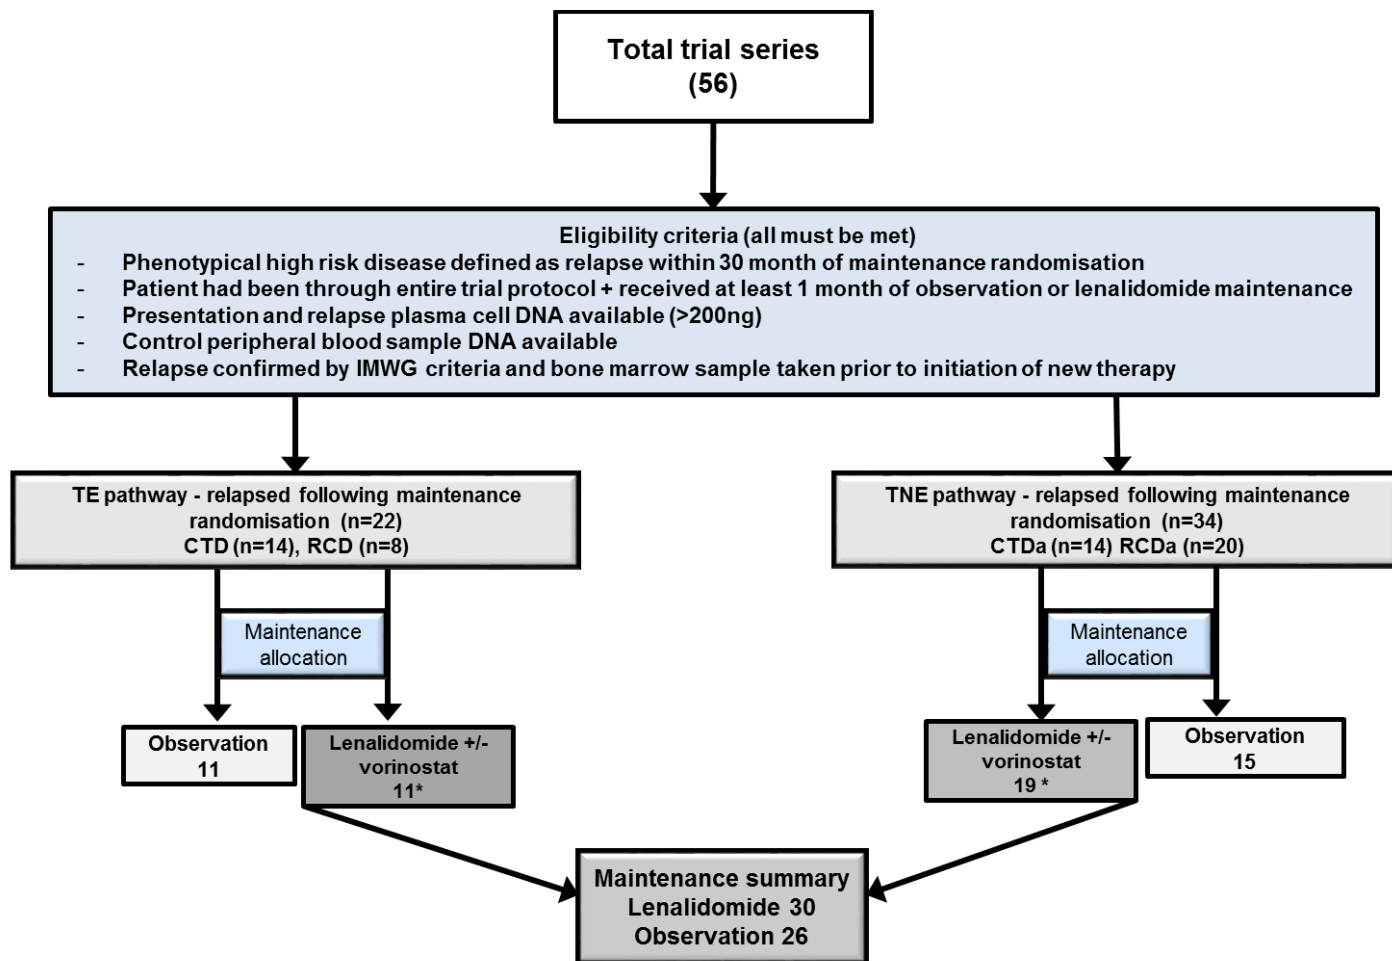 Total trial series
(56)
Eligibility criteria (all must be met)
- Phenotypical high risk disease defined as relapse within 30 month of maintenance randomisation
- Patient had been through entire trial protocol + received at least 1 month of observation or lenalidomide maintenance
- Presentation and relapse plasma cell DNA available (>200ng)
- Control peripheral blood sample DNA available
- Relapse confirmed by IMWG criteria and bone marrow sample taken prior to initiation of new therapy
TE pathway - relapsed following maintenance
randomisation (n=22)
CTD (n=14), RCD (n=8)
TNE pathway - relapsed following maintenance
randomisation (n=34)
CTDa (n=14) RCDa (n=20)
Maintenance
allocation
Maintenance
allocation
Observation
11
Lenalidomide +/-
vorinostat
11*
Lenalidomide +/-
vorinostat
19 *
Observation
15
Maintenance summary
Lenalidomide 30
Observation 26